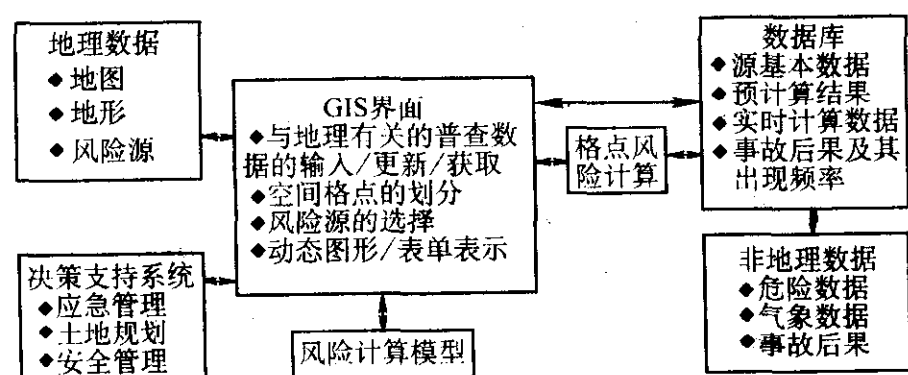 地理数据
◆地图
◆地形
◆风险源
GIS界面
◆与地理有关的普查数
据的输入/更新/获取
◆空间格点的划分
◆风险源的选择
◆动态图形/表单表示
格点风
险计算
数据库
◆源基本数据
◆预计算结果
◆实时计算数据
◆事故后果及其
出现频率
决策支持系统
◆应急管理
◆土地规划
◆安全管理
风险计算模型
非地理数据
◆危险数据
◆气象数据
◆事故后果